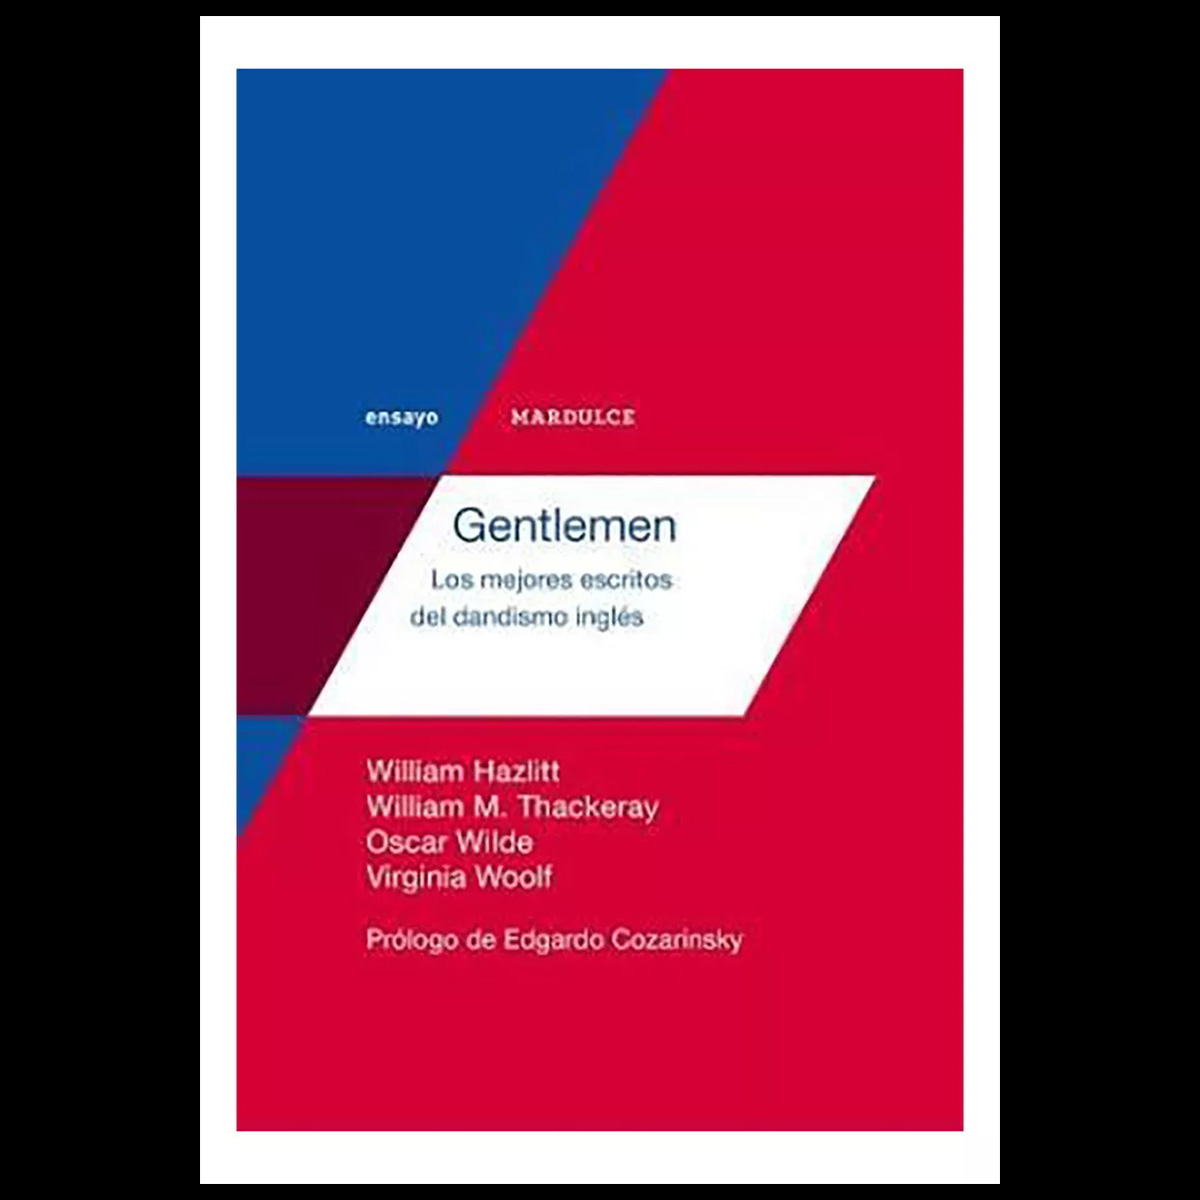 ensayo MARDULCE
Gentlemen
Los mejores escritos
del dandismo inglés
William Hazlitt
William M. Thackeray
Oscar Wilde
Virginia Woolf
Prólogo de Edgardo Cozarinsky